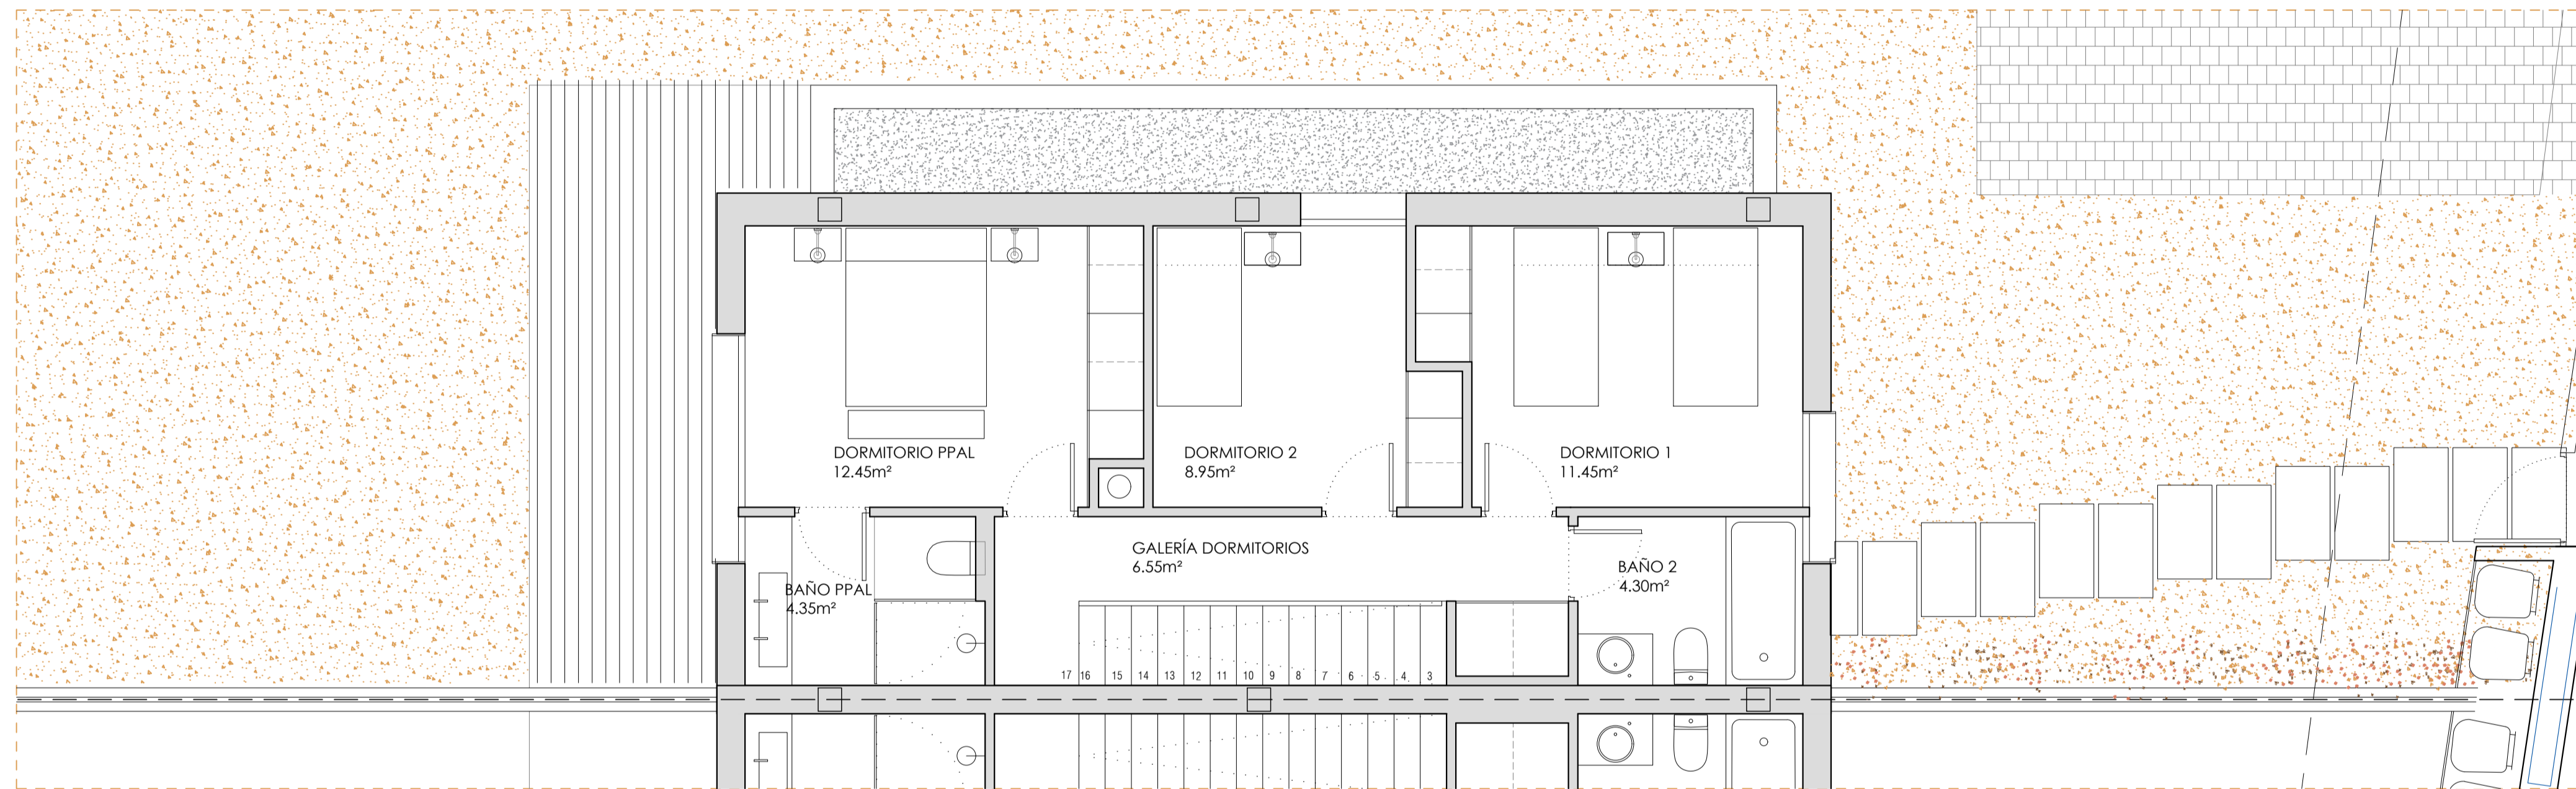 DORMITORIO PPAL
12.45m²
DORMITORIO 2
8.95m²
DORMITORIO 1
11.45m²
GALERÍA DORMITORIOS
6.55m²
BAÑO 2
4.30m²
BAÑO PPAL
4.35m²
17 16 15 14 13 12 11 10 9 8 7 6 5 4 3